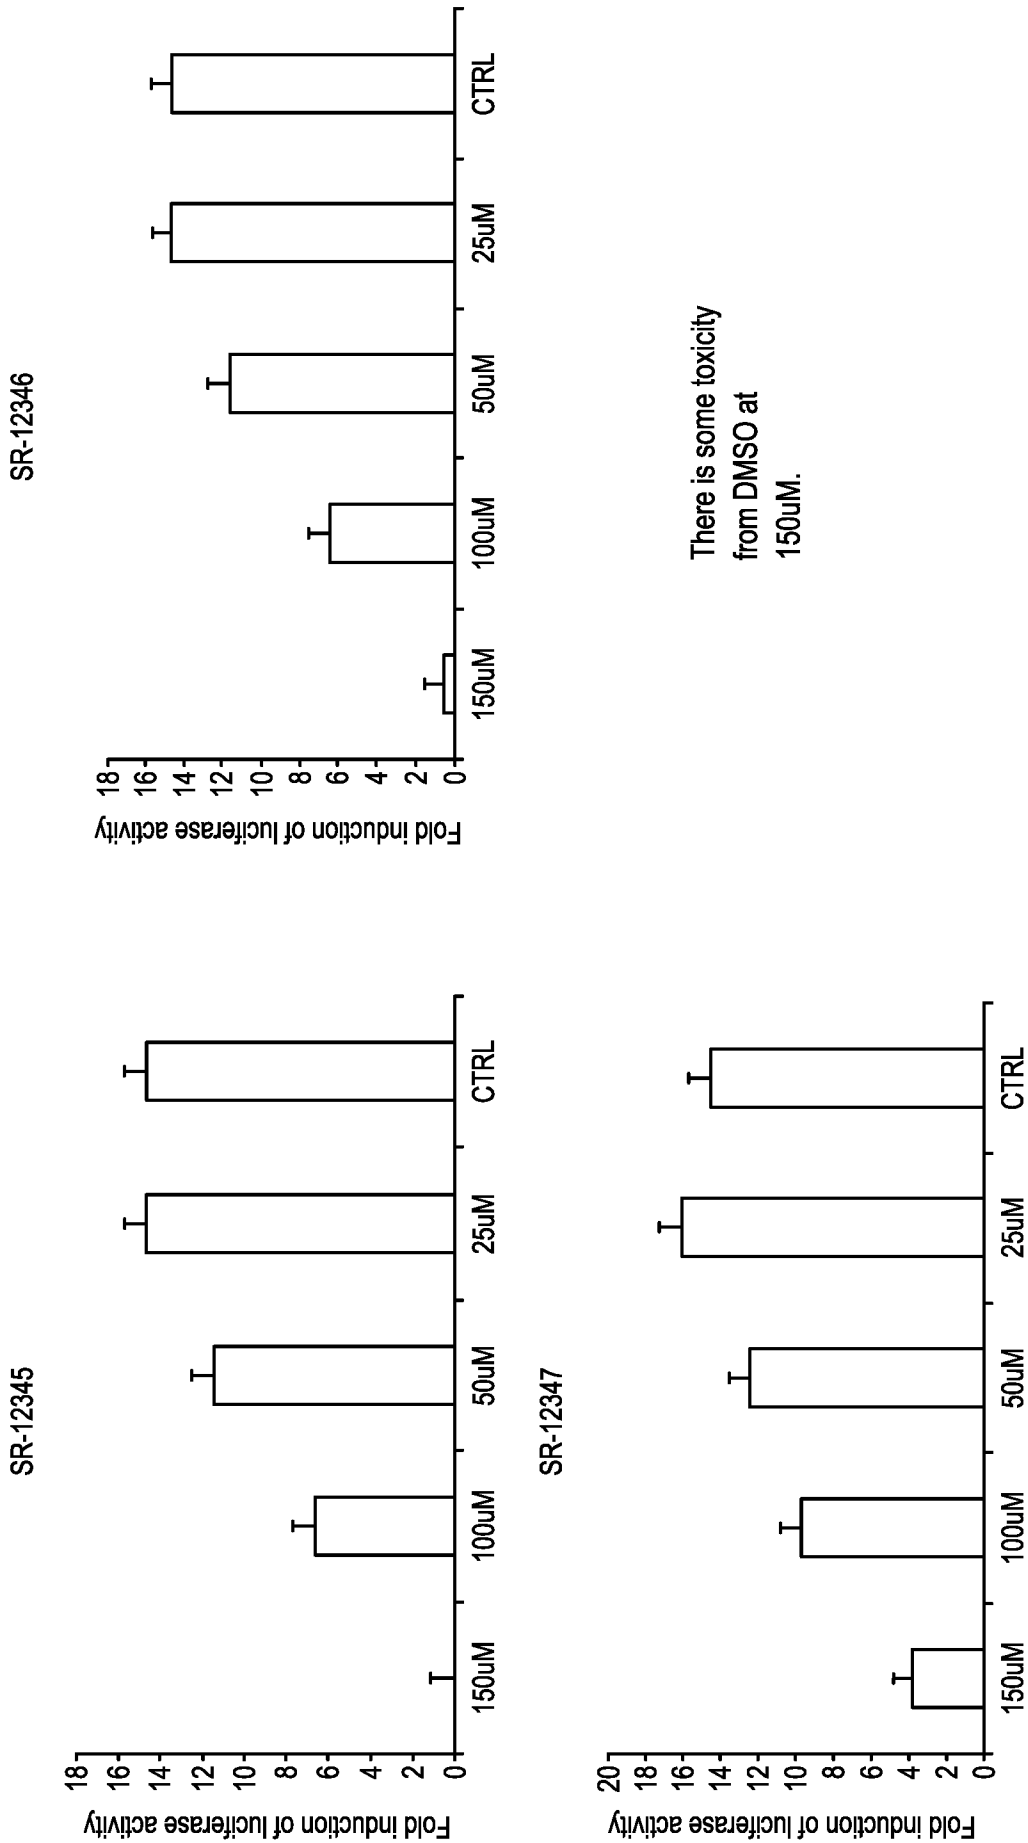 SR-12345
Fold induction of luciferase activity
18
16
14
12
10
8
6
4
2
0
150uM
100uM
50uM
25uM
CTRL
SR-12346
Fold induction of luciferase activity
18
16
14
12
10
8
6
4
2
0
150uM
100uM
50uM
25uM
CTRL
SR-12347
Fold induction of luciferase activity
20
18
16
14
12
10
8
6
4
2
0
150uM
100uM
50uM
25uM
CTRL
There is some toxicity
from DMSO at
150uM.